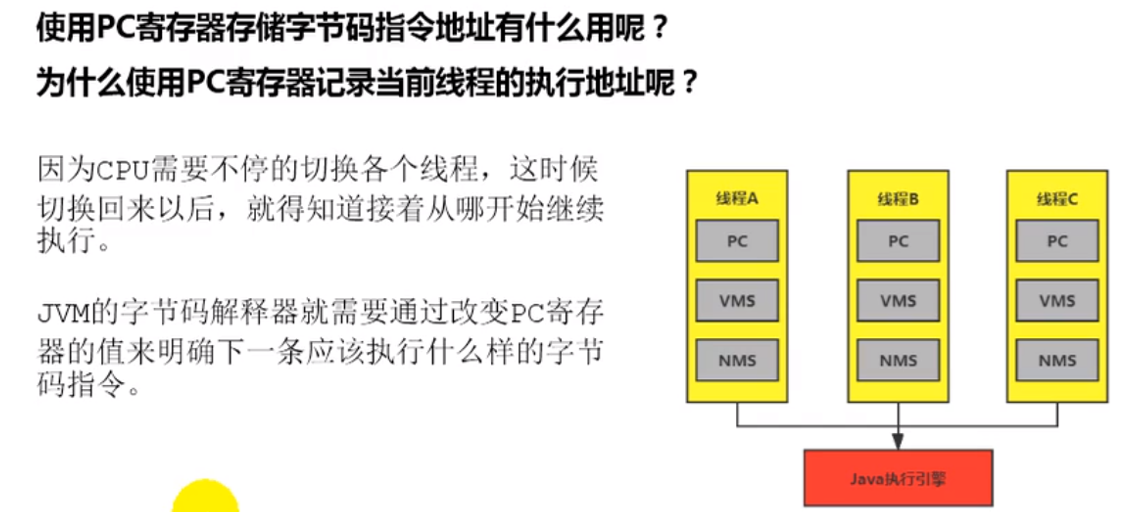 使用PC寄存器存储字节码指令地址有什么用呢？
为什么使用PC寄存器记录当前线程的执行地址呢？
因为CPU需要不停的切换各个线程，这时候
切换回来以后，就得知道接着从哪开始继续
执行。
JVM的字节码解释器就需要通过改变PC寄存
器的值来明确下一条应该执行什么样的字节
码指令。
线程A
PC
VMS
NMS
线程B
PC
VMS
NMS
线程C
PC
VMS
NMS
Java执行引擎